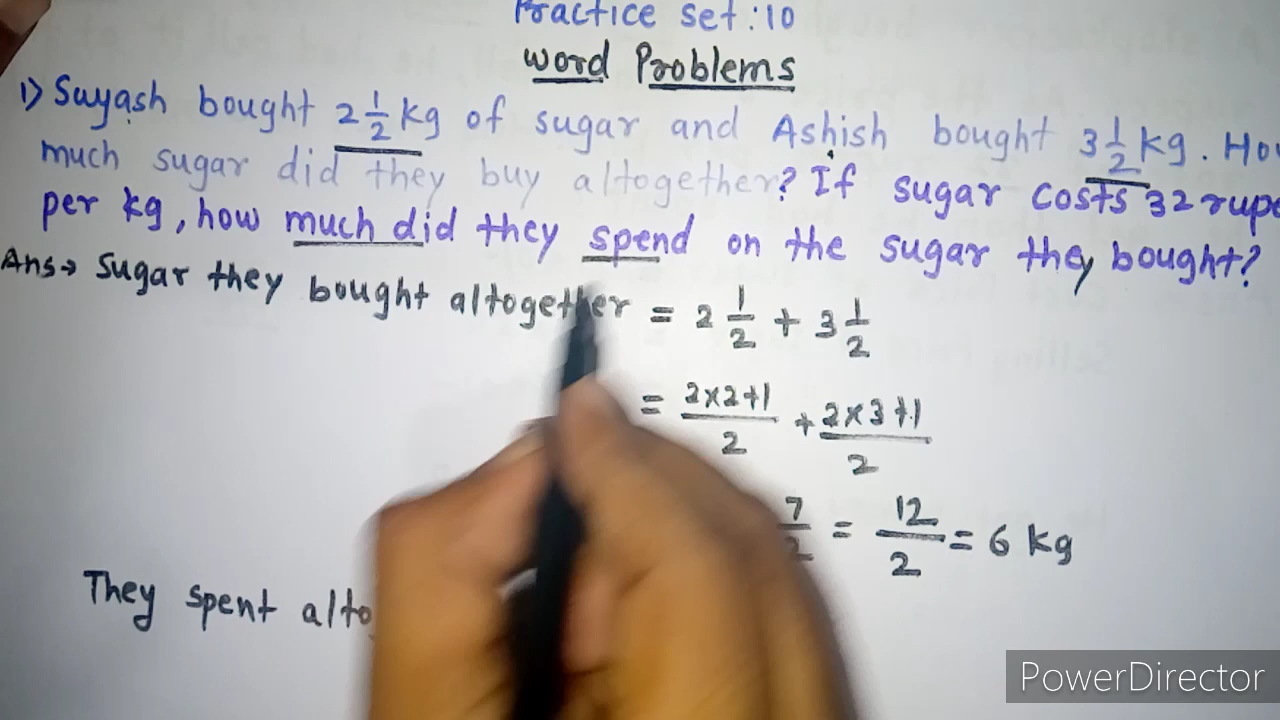 Practice set:10
Word Problems
1) Suyash bought 2 1/2 kg of sugar and Ashish bought 3 1/2 kg. How
much sugar did they buy altogether? If sugar costs 32 rupe
per kg, how much did they spend on the sugar they bought?
Ans→ Sugar they bought altogether = 2 1/2 + 3 1/2
= 2×2+1/2 + 2×3+1/2
7/2 = 12/2 = 6 kg
They spent alto
PowerDirector